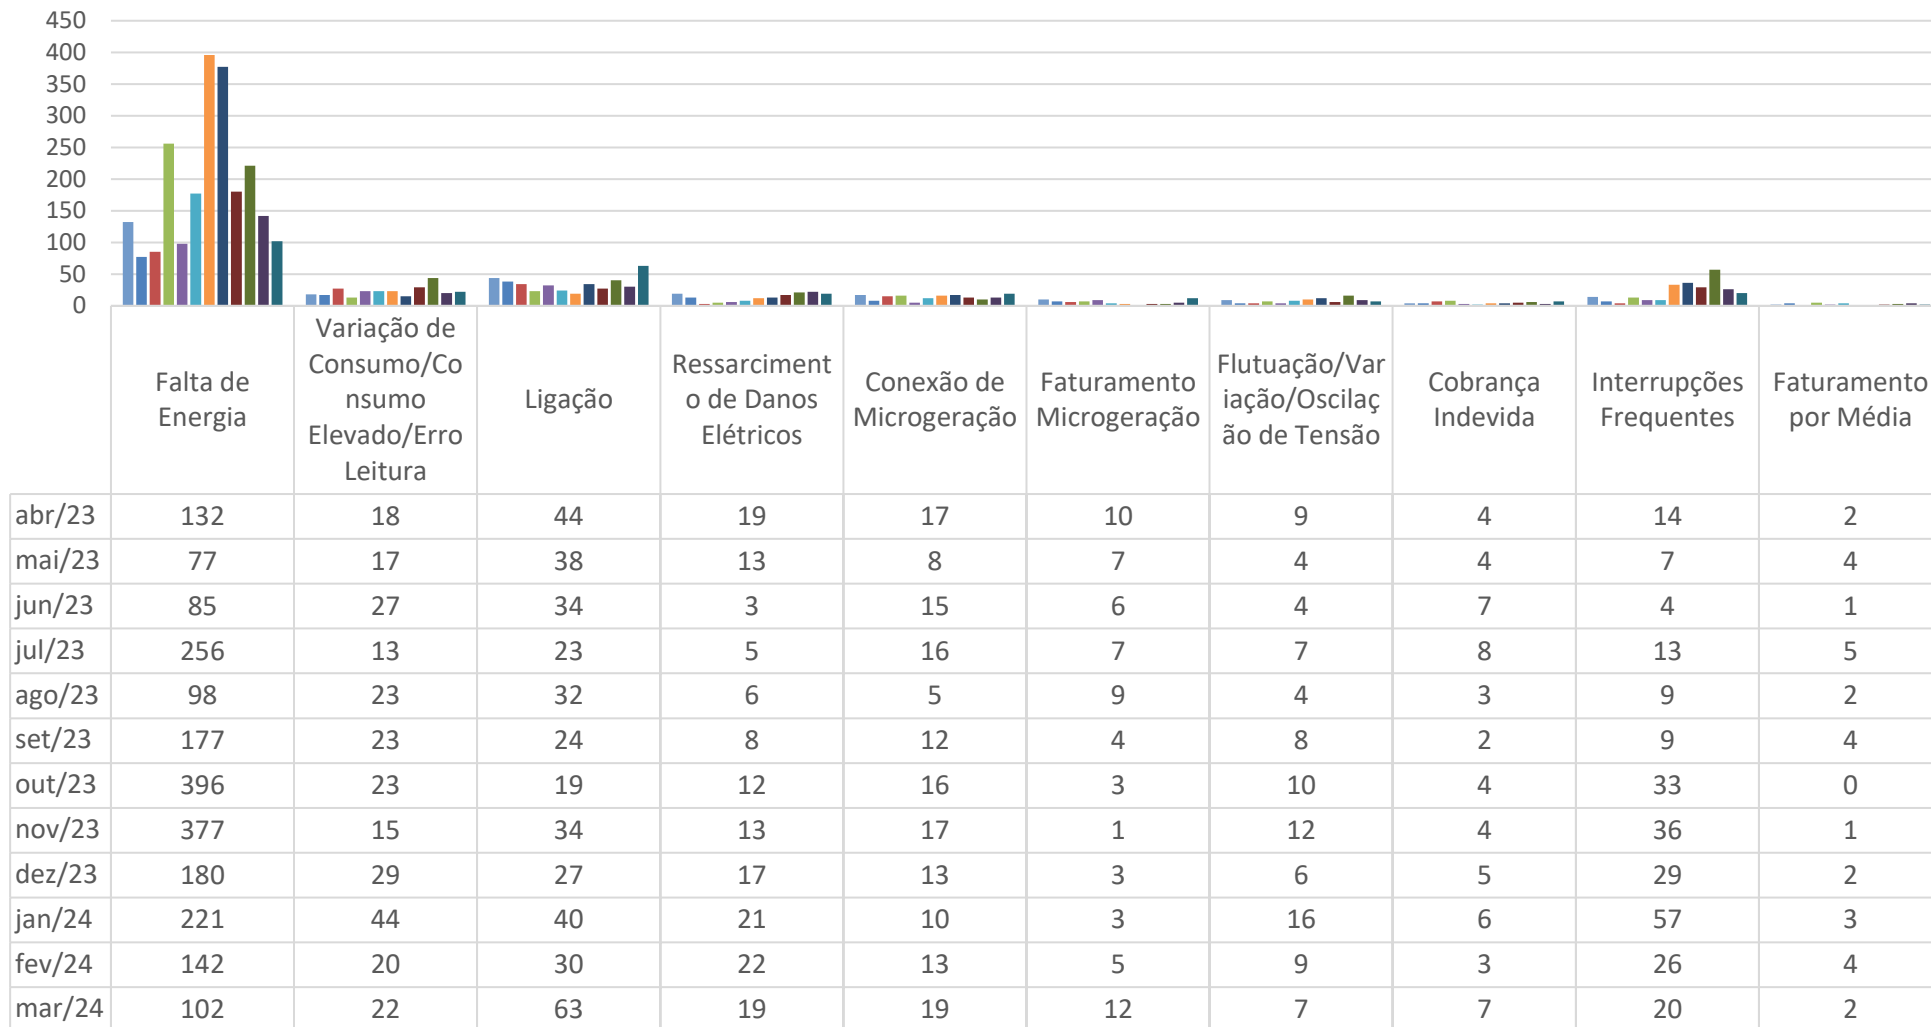 450
400
350
300
250
200
150
100
50
0
Falta de
Energia
Variação de
Consumo/Co
nsumo
Elevado/Erro
Leitura
Ligação
Ressarciment
o de Danos
Elétricos
Conexão de
Microgeração
Faturamento
Microgeração
Flutuação/Var
iação/Oscilaç
ão de Tensão
Cobrança
Indevida
Interrupções
Frequentes
Faturamento
por Média
abr/23 132 18 44 19 17 10 9 4 14 2
mai/23 77 17 38 13 8 7 4 4 7 4
jun/23 85 27 34 3 15 6 4 7 4 1
jul/23 256 13 23 5 16 7 7 8 13 5
ago/23 98 23 32 6 5 9 4 3 9 2
set/23 177 23 24 8 12 4 8 2 9 4
out/23 396 23 19 12 16 3 10 4 33 0
nov/23 377 15 34 13 17 1 12 4 36 1
dez/23 180 29 27 17 13 3 6 5 29 2
jan/24 221 44 40 21 10 3 16 6 57 3
fev/24 142 20 30 22 13 5 9 3 26 4
mar/24 102 22 63 19 19 12 7 7 20 2